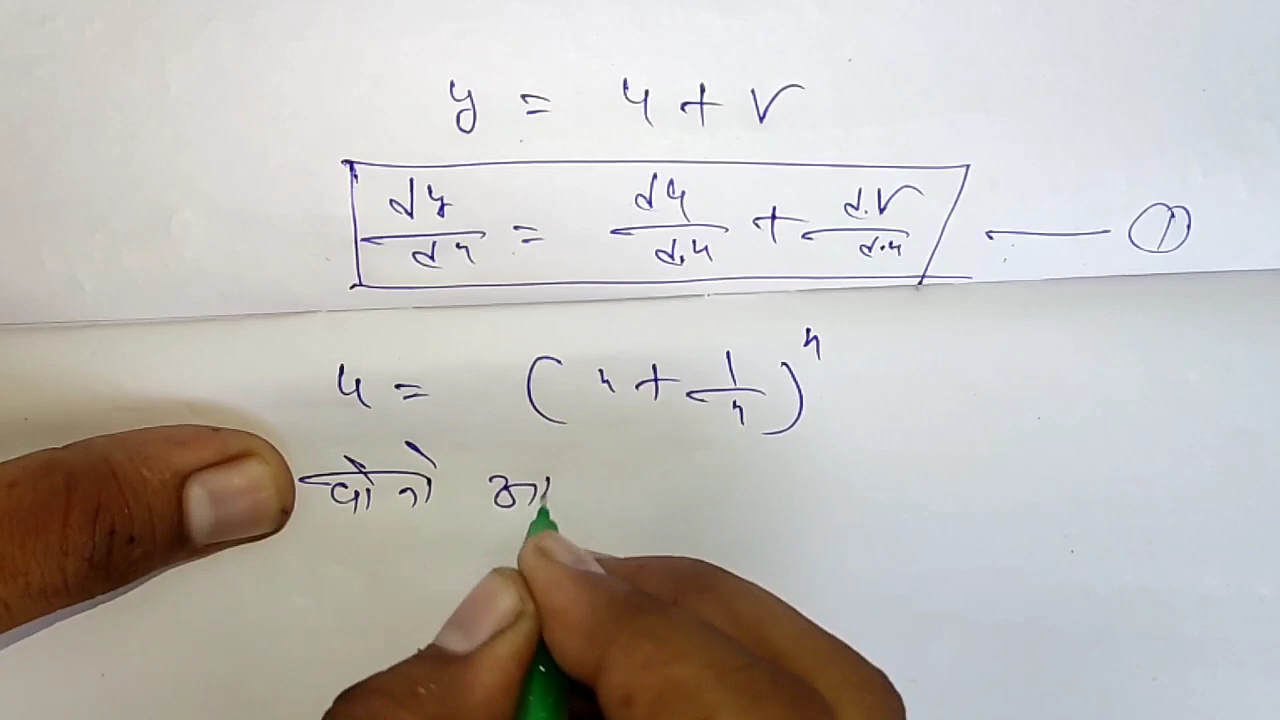 y = u + v
dy/dx = du/dx + dv/dx —— ①
u = (x + 1/x)^x
दोनो